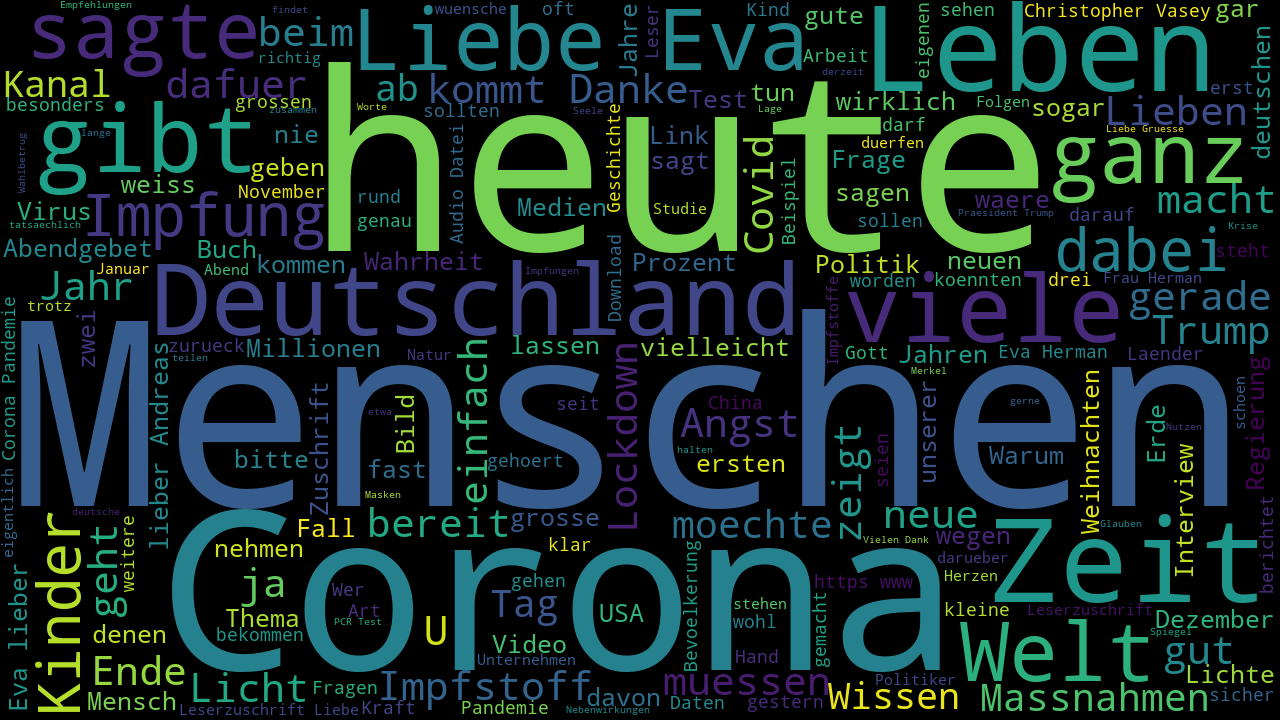 Empfehlungen
sagte
beim
Liebe
wuensche
oft
Jahre
Leser
Eva
Kind
gute
Arbeit
derzeit
Leben
eigenen
sehen
Christopher Vasey
gar
deutschen
findet
richtig
Kanal
besonders
dafuer
grossen
zusammen
ab
kommt
Danke
sollten
Worte
Seele
Test
tun
wirklich
Folgen
sogar
Lieben
erst
Liebe Gruesse
lange
gibt
nie
heute
Geschichte
Link
sagt
Covid
Lage
darf
duerfen
Frage
ganz
Wahlbetrug
weiss
geben
November
rund
genau
Audio Datei
Medien
Studie
Beispiel
sagen
sollen
waere
Praesident Trump
darauf
macht
Krise
Virus
tatsaechlich
Impfung
Abendgebet
Buch
Januar
Abend
kommen
Wahrheit
Impfungen
Download
Prozent
Politik
neuen
worden
koennten
drei
dabei
Frau Herman
steht
Jahr
trotz
zwei
Deutschland
viele
gerade
Trump
Corona Pandemie
zurueck
teilen
Millionen
Natur
lassen
vielleicht
Impfstoffe
Gott
Jahren
Eva Herman
Laender
Merkel
Menschen
lieber Andreas
Zuschrift
etwa
Bild
einfach
seit
Lockdown
China
Angst
halten
ersten
zeigt
seien
unserer
gerne
Warum
Weihnachten
Erde
schoen
Nutzen
Regierung
bitte
fast
gehoert
Masken
eigentlich
deutsche
Kinder
geht
weitere
Fall
bereit
grosse
moechte
neue
Vielen Dank
wegen
darueber
Zeit
Glauben
Interview
berichtet
nehmen
Corona
klar
Eva lieber
ja
Thema
bekommen
Wer
Art
PCR Test
U
gehen
Tag
Video
USA
Bevoelkerung
stehen
wohl
https www
gemacht
Herzen
kleine
Leserzuschrift
Dezember
Spiegel
denen
Ende
Mensch
Licht
Leserzuschrift Liebe
Fragen
Kraft
Impfstoff
Unternehmen
Pandemie
Nebenwirkungen
davon
muessen
Daten
Hand
gestern
Politiker
Wissen
Welt
Massnahmen
gut
Lichte
sicher